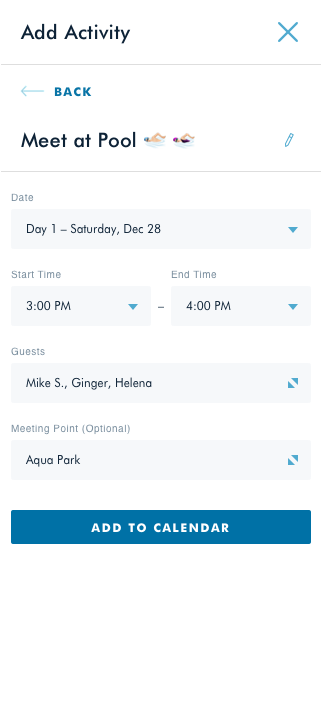 Add Activity
BACK
Meet at Pool 🏊🏻 🏊🏻‍♀️
Date
Day 1 – Saturday, Dec 28
Start Time End Time
3:00 PM – 4:00 PM
Guests
Mike S., Ginger, Helena
Meeting Point (Optional)
Aqua Park
ADD TO CALENDAR